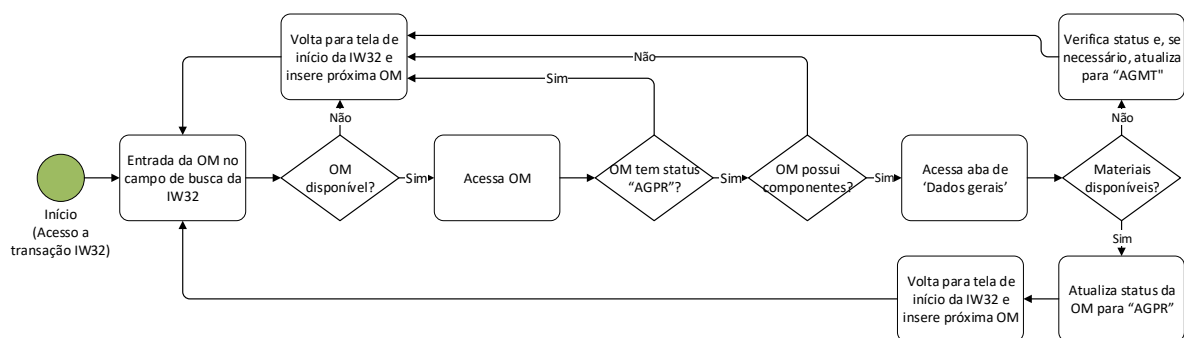 Volta para tela de
início da IW32 e
insere próxima OM
Verifica status e, se
necessário, atualiza
para “AGMT"
Não
Sim
Não
Não
Entrada da OM no
campo de busca da
IW32
OM
disponível?
Sim
Acessa OM
OM tem status
“AGPR”?
Sim
OM possui
componentes?
Sim
Acessa aba de
‘Dados gerais’
Materiais
disponíveis?
Início
(Acesso a
transação IW32)
Sim
Volta para tela de
início da IW32 e
insere próxima OM
Atualiza status da
OM para “AGPR”